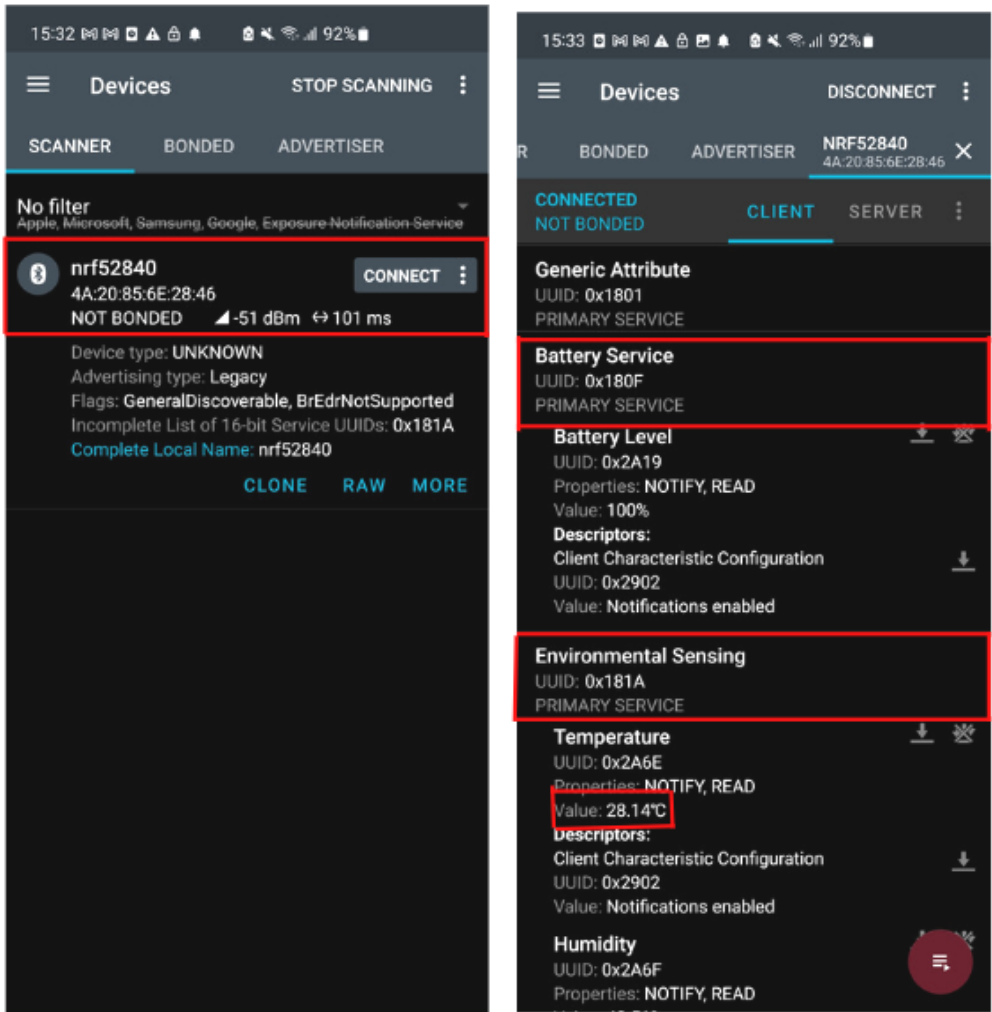 15:32 92%
Devices STOP SCANNING
SCANNER BONDED ADVERTISER
No filter
Apple, Microsoft, Samsung, Google, Exposure Notification Service
nrf52840 CONNECT
4A:20:85:6E:28:46
NOT BONDED -51 dBm ↔101 ms
Device type: UNKNOWN
Advertising type: Legacy
Flags: GeneralDiscoverable, BrEdrNotSupported
Incomplete List of 16-bit Service UUIDs: 0x181A
Complete Local Name: nrf52840
CLONE RAW MORE
15:33 92%
Devices DISCONNECT
R BONDED ADVERTISER NRF52840
4A:20:85:6E:28:46
CONNECTED
NOT BONDED
CLIENT SERVER
Generic Attribute
UUID: 0x1801
PRIMARY SERVICE
Battery Service
UUID: 0x180F
PRIMARY SERVICE
Battery Level
UUID: 0x2A19
Properties: NOTIFY, READ
Value: 100%
Descriptors:
Client Characteristic Configuration
UUID: 0x2902
Value: Notifications enabled
Environmental Sensing
UUID: 0x181A
PRIMARY SERVICE
Temperature
UUID: 0x2A6E
Properties: NOTIFY, READ
Value: 28.14°C
Descriptors:
Client Characteristic Configuration
UUID: 0x2902
Value: Notifications enabled
Humidity
UUID: 0x2A6F
Properties: NOTIFY, READ